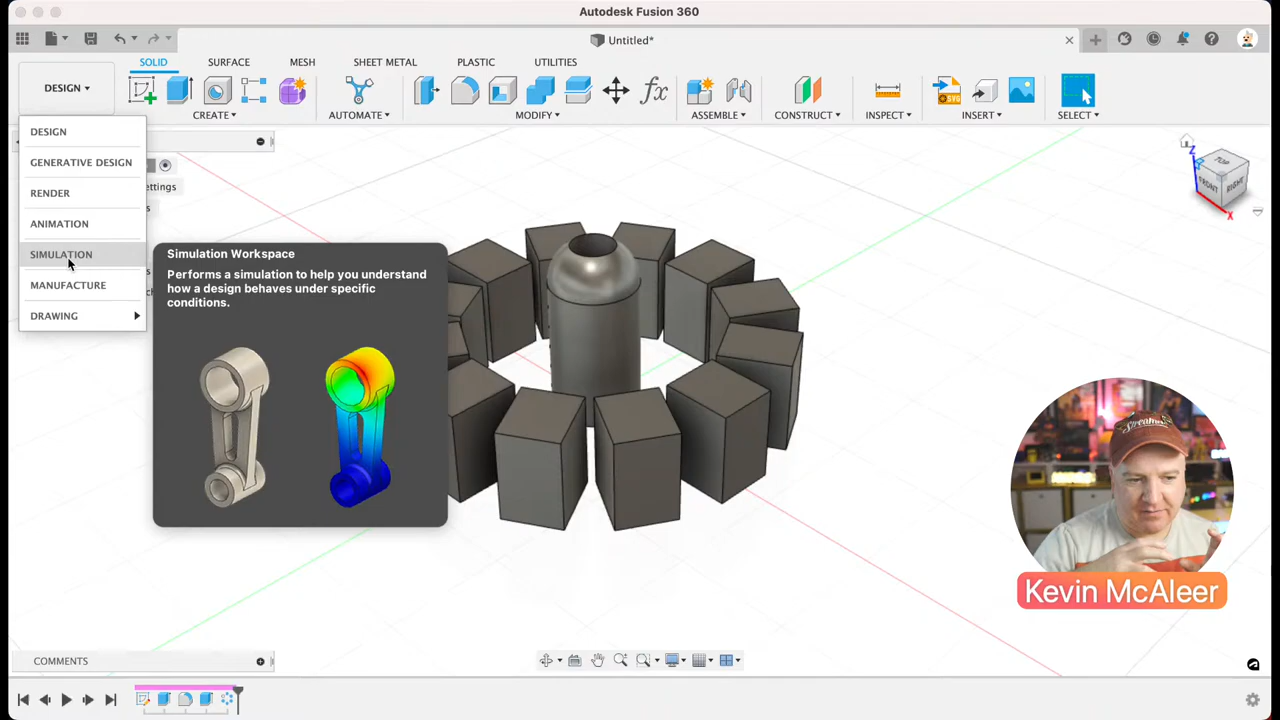 Autodesk Fusion 360
Untitled*
SOLID
SURFACE
MESH
SHEET METAL
PLASTIC
UTILITIES
DESIGN
CREATE
AUTOMATE
MODIFY
ASSEMBLE
CONSTRUCT
INSPECT
INSERT
SELECT
DESIGN
GENERATIVE DESIGN
RENDER
ANIMATION
SIMULATION
MANUFACTURE
DRAWING
ettings
Simulation Workspace
Performs a simulation to help you understand
how a design behaves under specific
conditions.
Z
TOP
FRONT
RIGHT
X
Kevin McAleer
COMMENTS